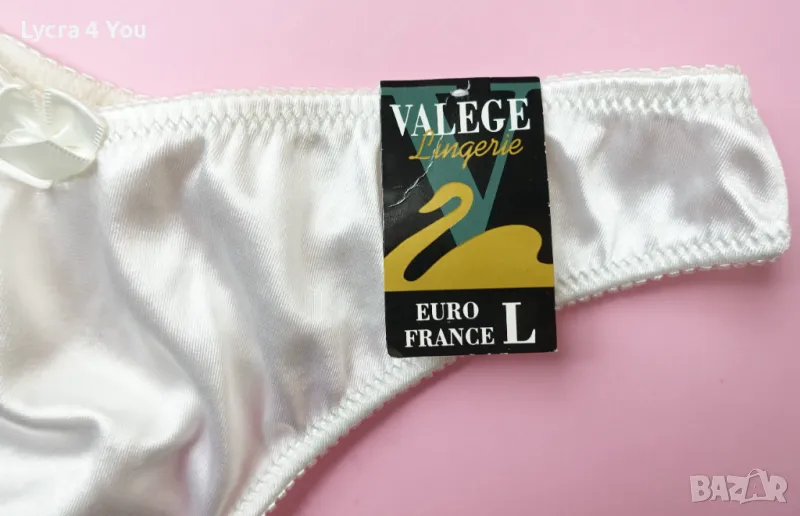 Lycra 4 You
VALEGE
Lingerie
EURO
FRANCE L
BAZAR